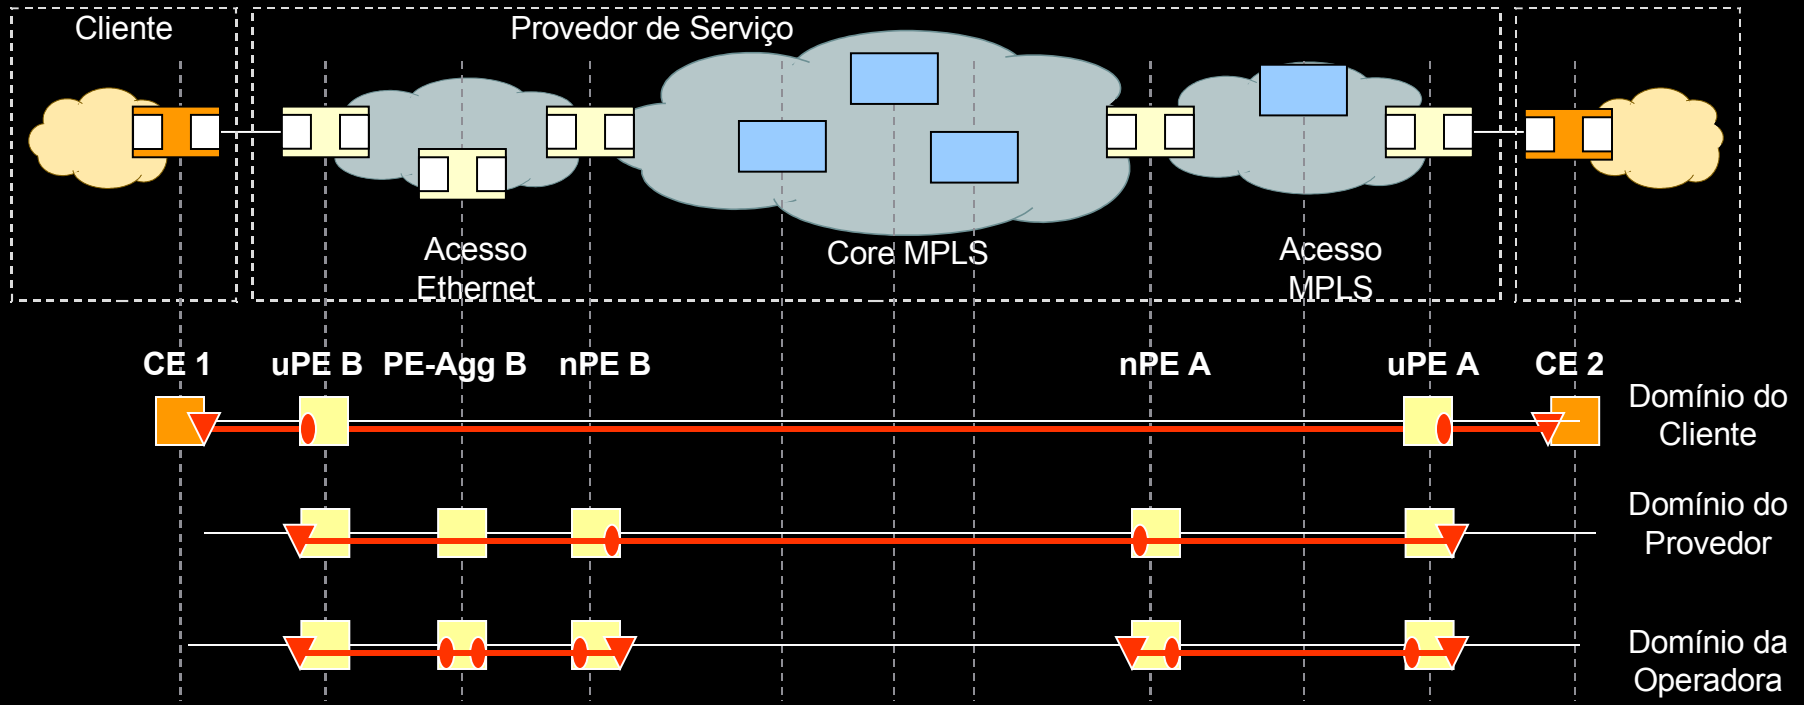 Cliente
Provedor de Serviço
Acesso
Ethernet
Core MPLS
Acesso
MPLS
CE 1
uPE B
PE-Agg B
nPE B
nPE A
uPE A
CE 2
Domínio do
Cliente
Domínio do
Provedor
Domínio da
Operadora